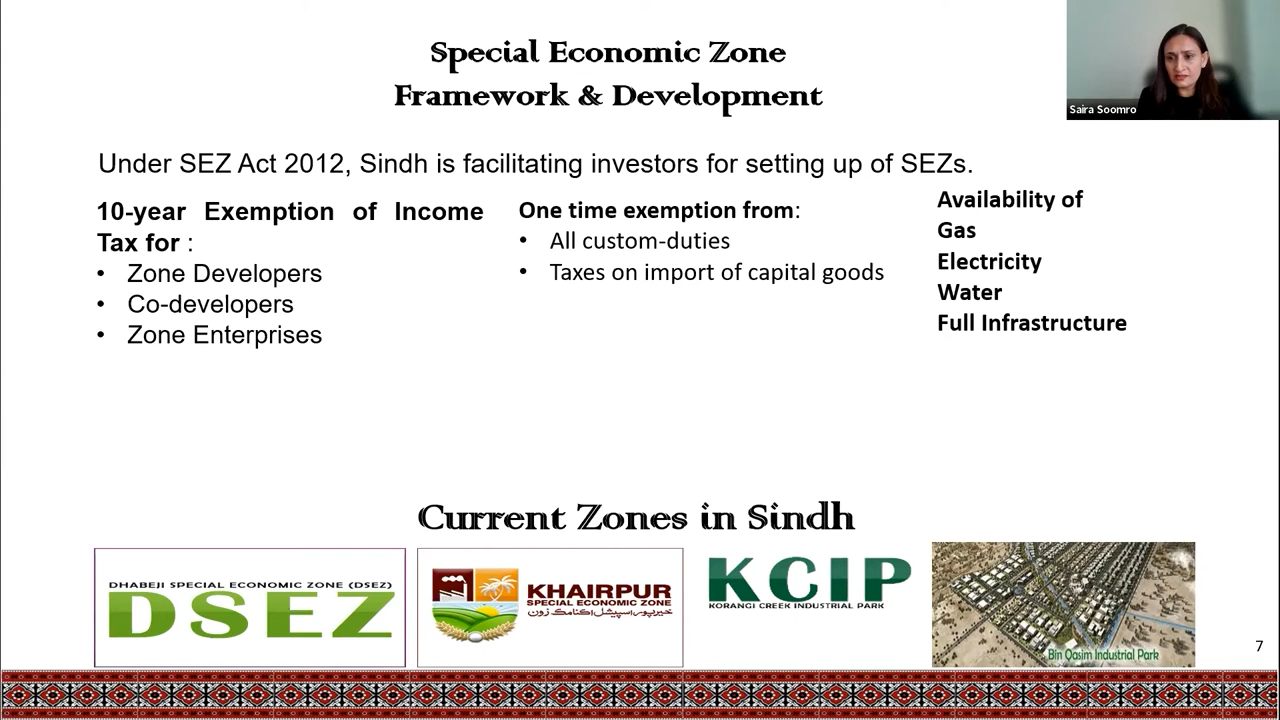 Special Economic Zone
Framework & Development
Saira Soomro
Under SEZ Act 2012, Sindh is facilitating investors for setting up of SEZs.
10-year Exemption of Income
Tax for :
• Zone Developers
• Co-developers
• Zone Enterprises
One time exemption from:
• All custom-duties
• Taxes on import of capital goods
Availability of
Gas
Electricity
Water
Full Infrastructure
Current Zones in Sindh
DHABEJI SPECIAL ECONOMIC ZONE (DSEZ)
DSEZ
KHAIRPUR
SPECIAL ECONOMIC ZONE
خيرپور اسپيشل اكنامک زون
KCIP
KORANGI CREEK INDUSTRIAL PARK
Bin Qasim Industrial Park
7